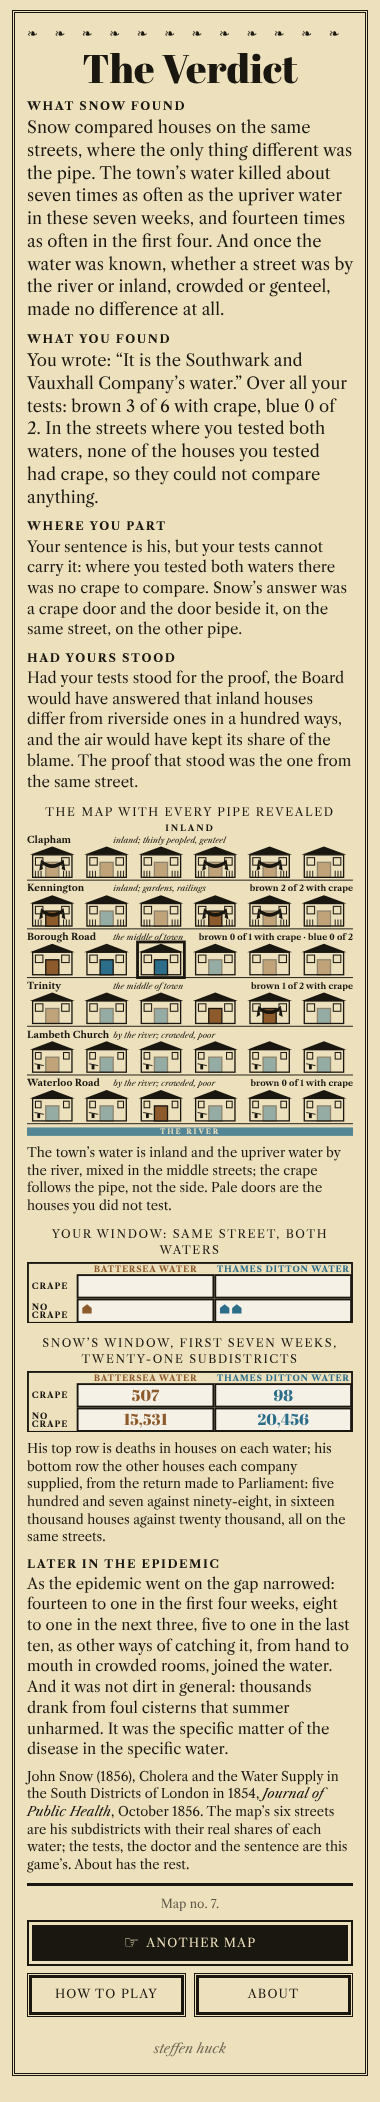 The Verdict
WHAT SNOW FOUND
Snow compared houses on the same
streets, where the only thing different was
the pipe. The town's water killed about
seven times as often as the upriver water
in these seven weeks, and fourteen times
as often in the first four. And once the
water was known, whether a street was by
the river or inland, crowded or genteel,
made no difference at all.
WHAT YOU FOUND
You wrote: “It is the Southwark and
Vauxhall Company's water.” Over all your
tests: brown 3 of 6 with crape, blue 0 of
2. In the streets where you tested both
waters, none of the houses you tested
had crape, so they could not compare
anything.
WHERE YOU PART
Your sentence is his, but your tests cannot
carry it: where you tested both waters there
was no crape to compare. Snow's answer was
a crape door and the door beside it, on the
same street, on the other pipe.
HAD YOURS STOOD
Had your tests stood for the proof, the Board
would have answered that inland houses
differ from riverside ones in a hundred ways,
and the air would have kept its share of the
blame. The proof that stood was the one from
the same street.
THE MAP WITH EVERY PIPE REVEALED
INLAND
Clapham inland; thinly peopled, genteel
Kennington inland; gardens, railings brown 2 of 2 with crape
Borough Road the middle of town brown 0 of 1 with crape · blue 0 of 2
Trinity the middle of town brown 1 of 2 with crape
Lambeth Church by the river; crowded, poor
Waterloo Road by the river; crowded, poor brown 0 of 1 with crape
THE RIVER
The town's water is inland and the upriver water by
the river, mixed in the middle streets; the crape
follows the pipe, not the side. Pale doors are the
houses you did not test.
YOUR WINDOW: SAME STREET, BOTH
WATERS
BATTERSEA WATER THAMES DITTON WATER
CRAPE
NO
CRAPE
SNOW'S WINDOW, FIRST SEVEN WEEKS,
TWENTY-ONE SUBDISTRICTS
BATTERSEA WATER THAMES DITTON WATER
CRAPE 507 98
NO
CRAPE 15,531 20,456
His top row is deaths in houses on each water; his
bottom row the other houses each company
supplied, from the return made to Parliament: five
hundred and seven against ninety-eight, in sixteen
thousand houses against twenty thousand, all on the
same streets.
LATER IN THE EPIDEMIC
As the epidemic went on the gap narrowed:
fourteen to one in the first four weeks, eight
to one in the next three, five to one in the last
ten, as other ways of catching it, from hand to
mouth in crowded rooms, joined the water.
And it was not dirt in general: thousands
drank from foul cisterns that summer
unharmed. It was the specific matter of the
disease in the specific water.
John Snow (1856), Cholera and the Water Supply in
the South Districts of London in 1854, Journal of
Public Health, October 1856. The map's six streets
are his subdistricts with their real shares of each
water; the tests, the doctor and the sentence are this
game's. About has the rest.
Map no. 7.
☞ ANOTHER MAP
HOW TO PLAY ABOUT
steffen huck